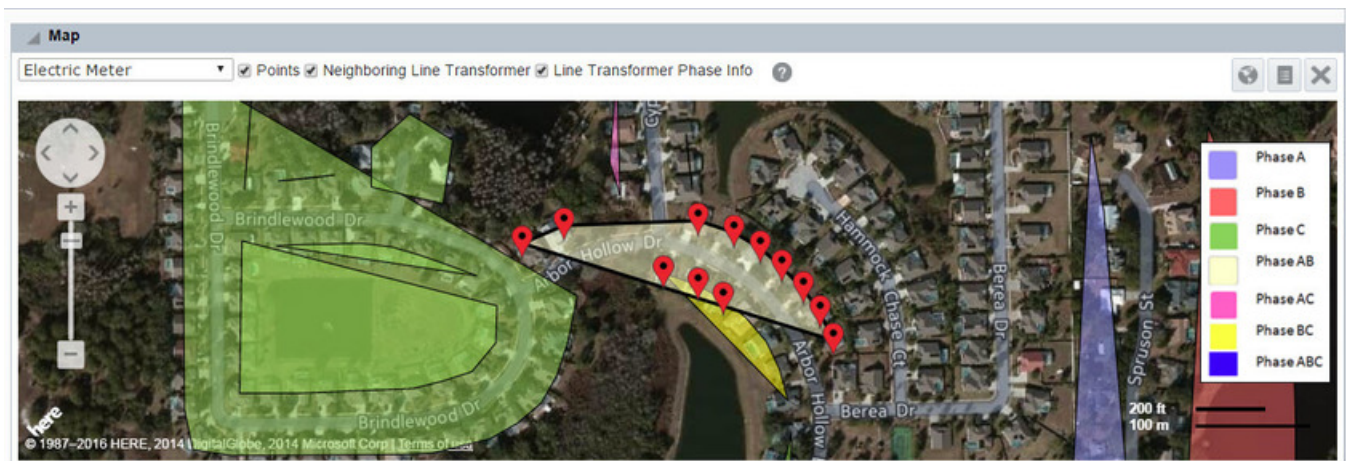 Map
Electric Meter Points Neighboring Line Transformer Line Transformer Phase Info ?
Phase A
Phase B
Phase C
Phase AB
Phase AC
Phase BC
Phase ABC
Brindlewood Dr
Brindlewood Dr
Brindlewood Dr
Arbor Hollow Dr
Arbor Hollow
Hammock Chase Ct
Berea Dr
Berea Dr
Spruson St
200 ft
100 m
here
© 1987–2016 HERE, 2014 DigitalGlobe, 2014 Microsoft Corp | Terms of use